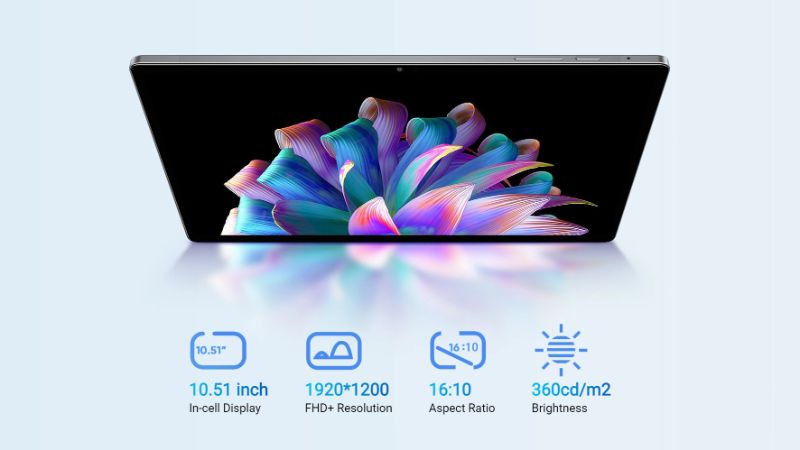 10.51"
16:10
10.51 inch
1920*1200
16:10
360cd/m2
In-cell Display
FHD+ Resolution
Aspect Ratio
Brightness